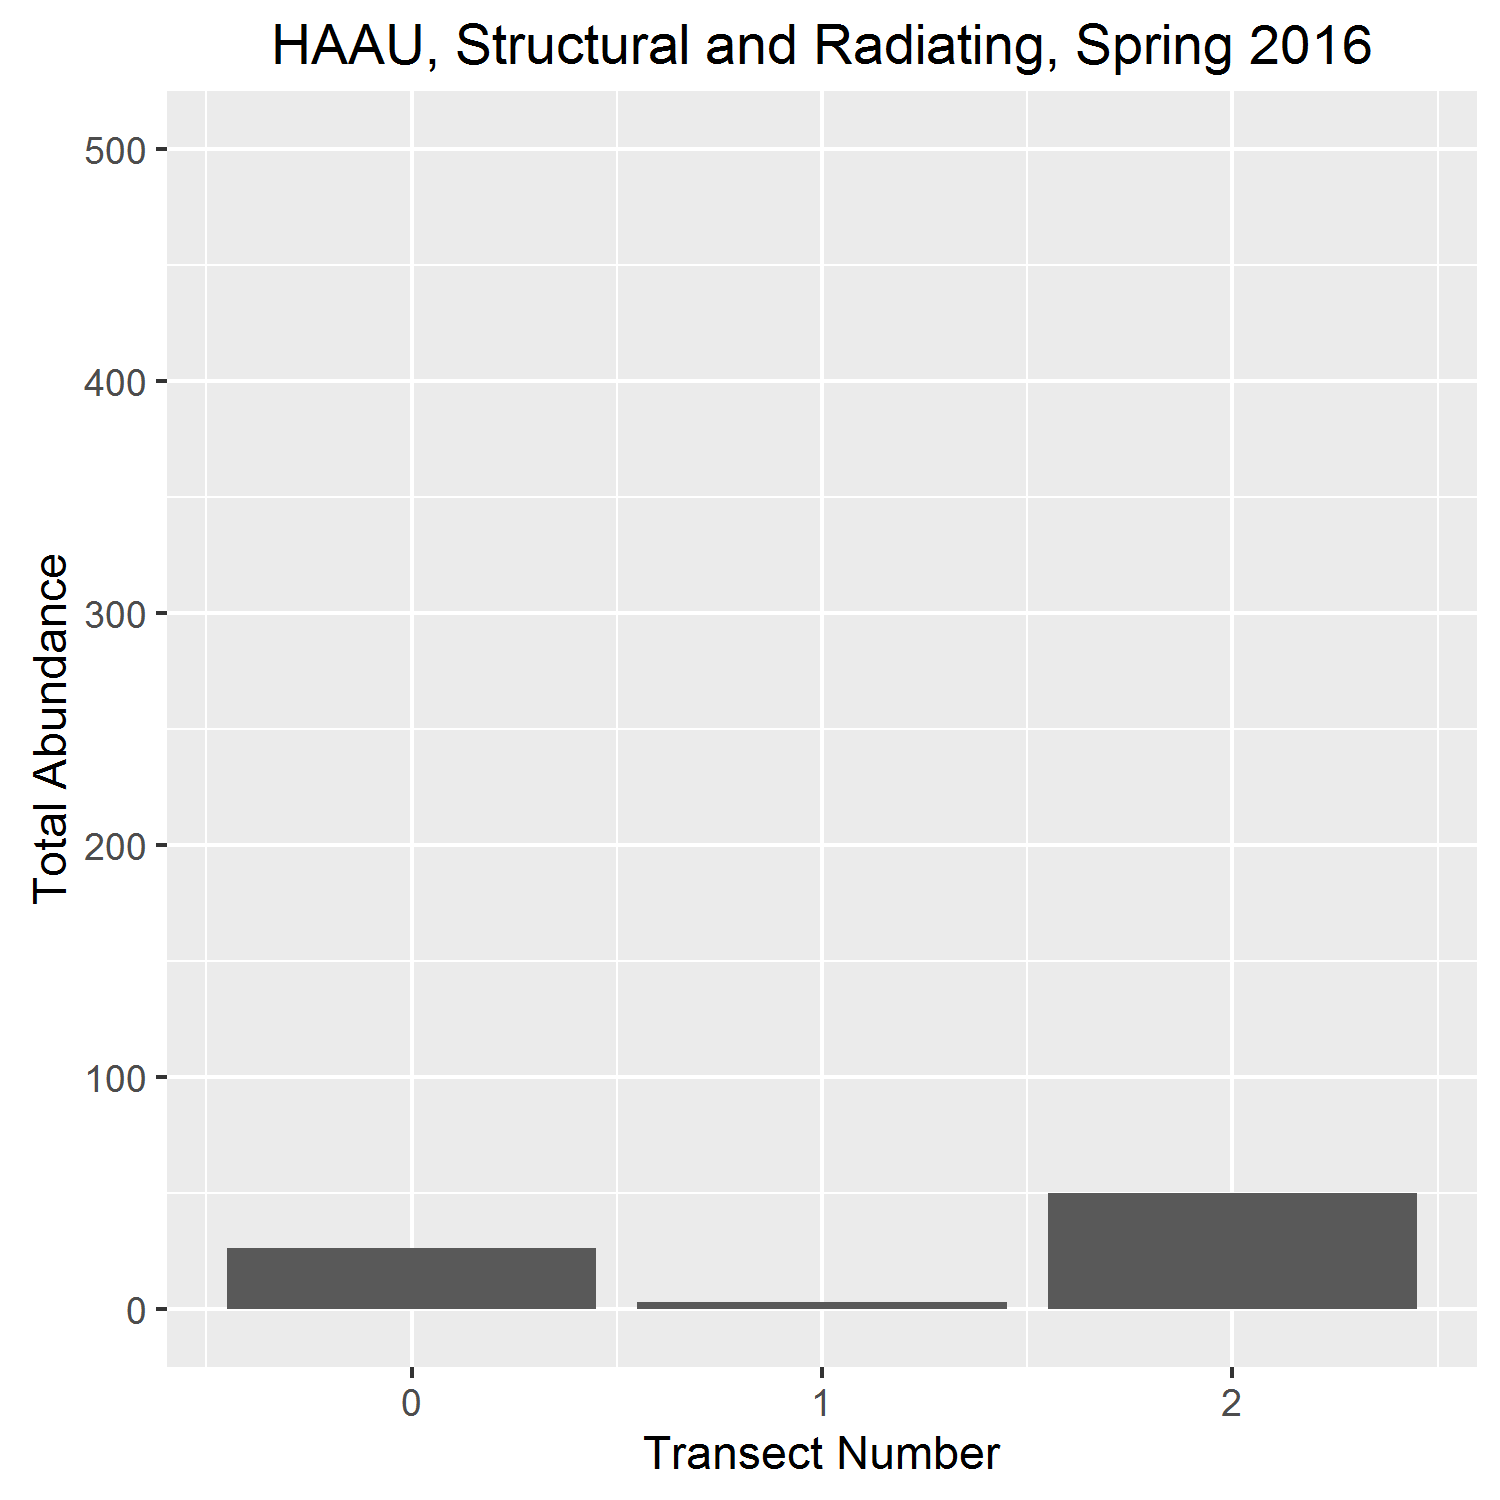 HAAU, Structural and Radiating, Spring 2016
Total Abundance
500
400
300
200
100
0
0 1 2
Transect Number